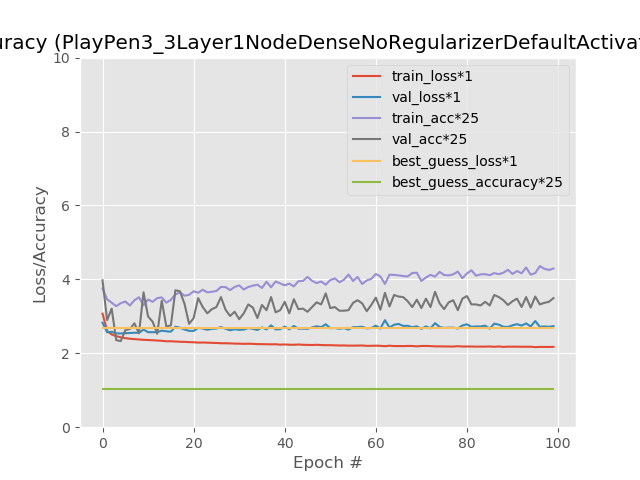 uracy (PlayPen3_3Layer1NodeDenseNoRegularizerDefaultActivat
10
8
6
4
2
0
Loss/Accuracy
train_loss*1
val_loss*1
train_acc*25
val_acc*25
best_guess_loss*1
best_guess_accuracy*25
0 20 40 60 80 100
Epoch #